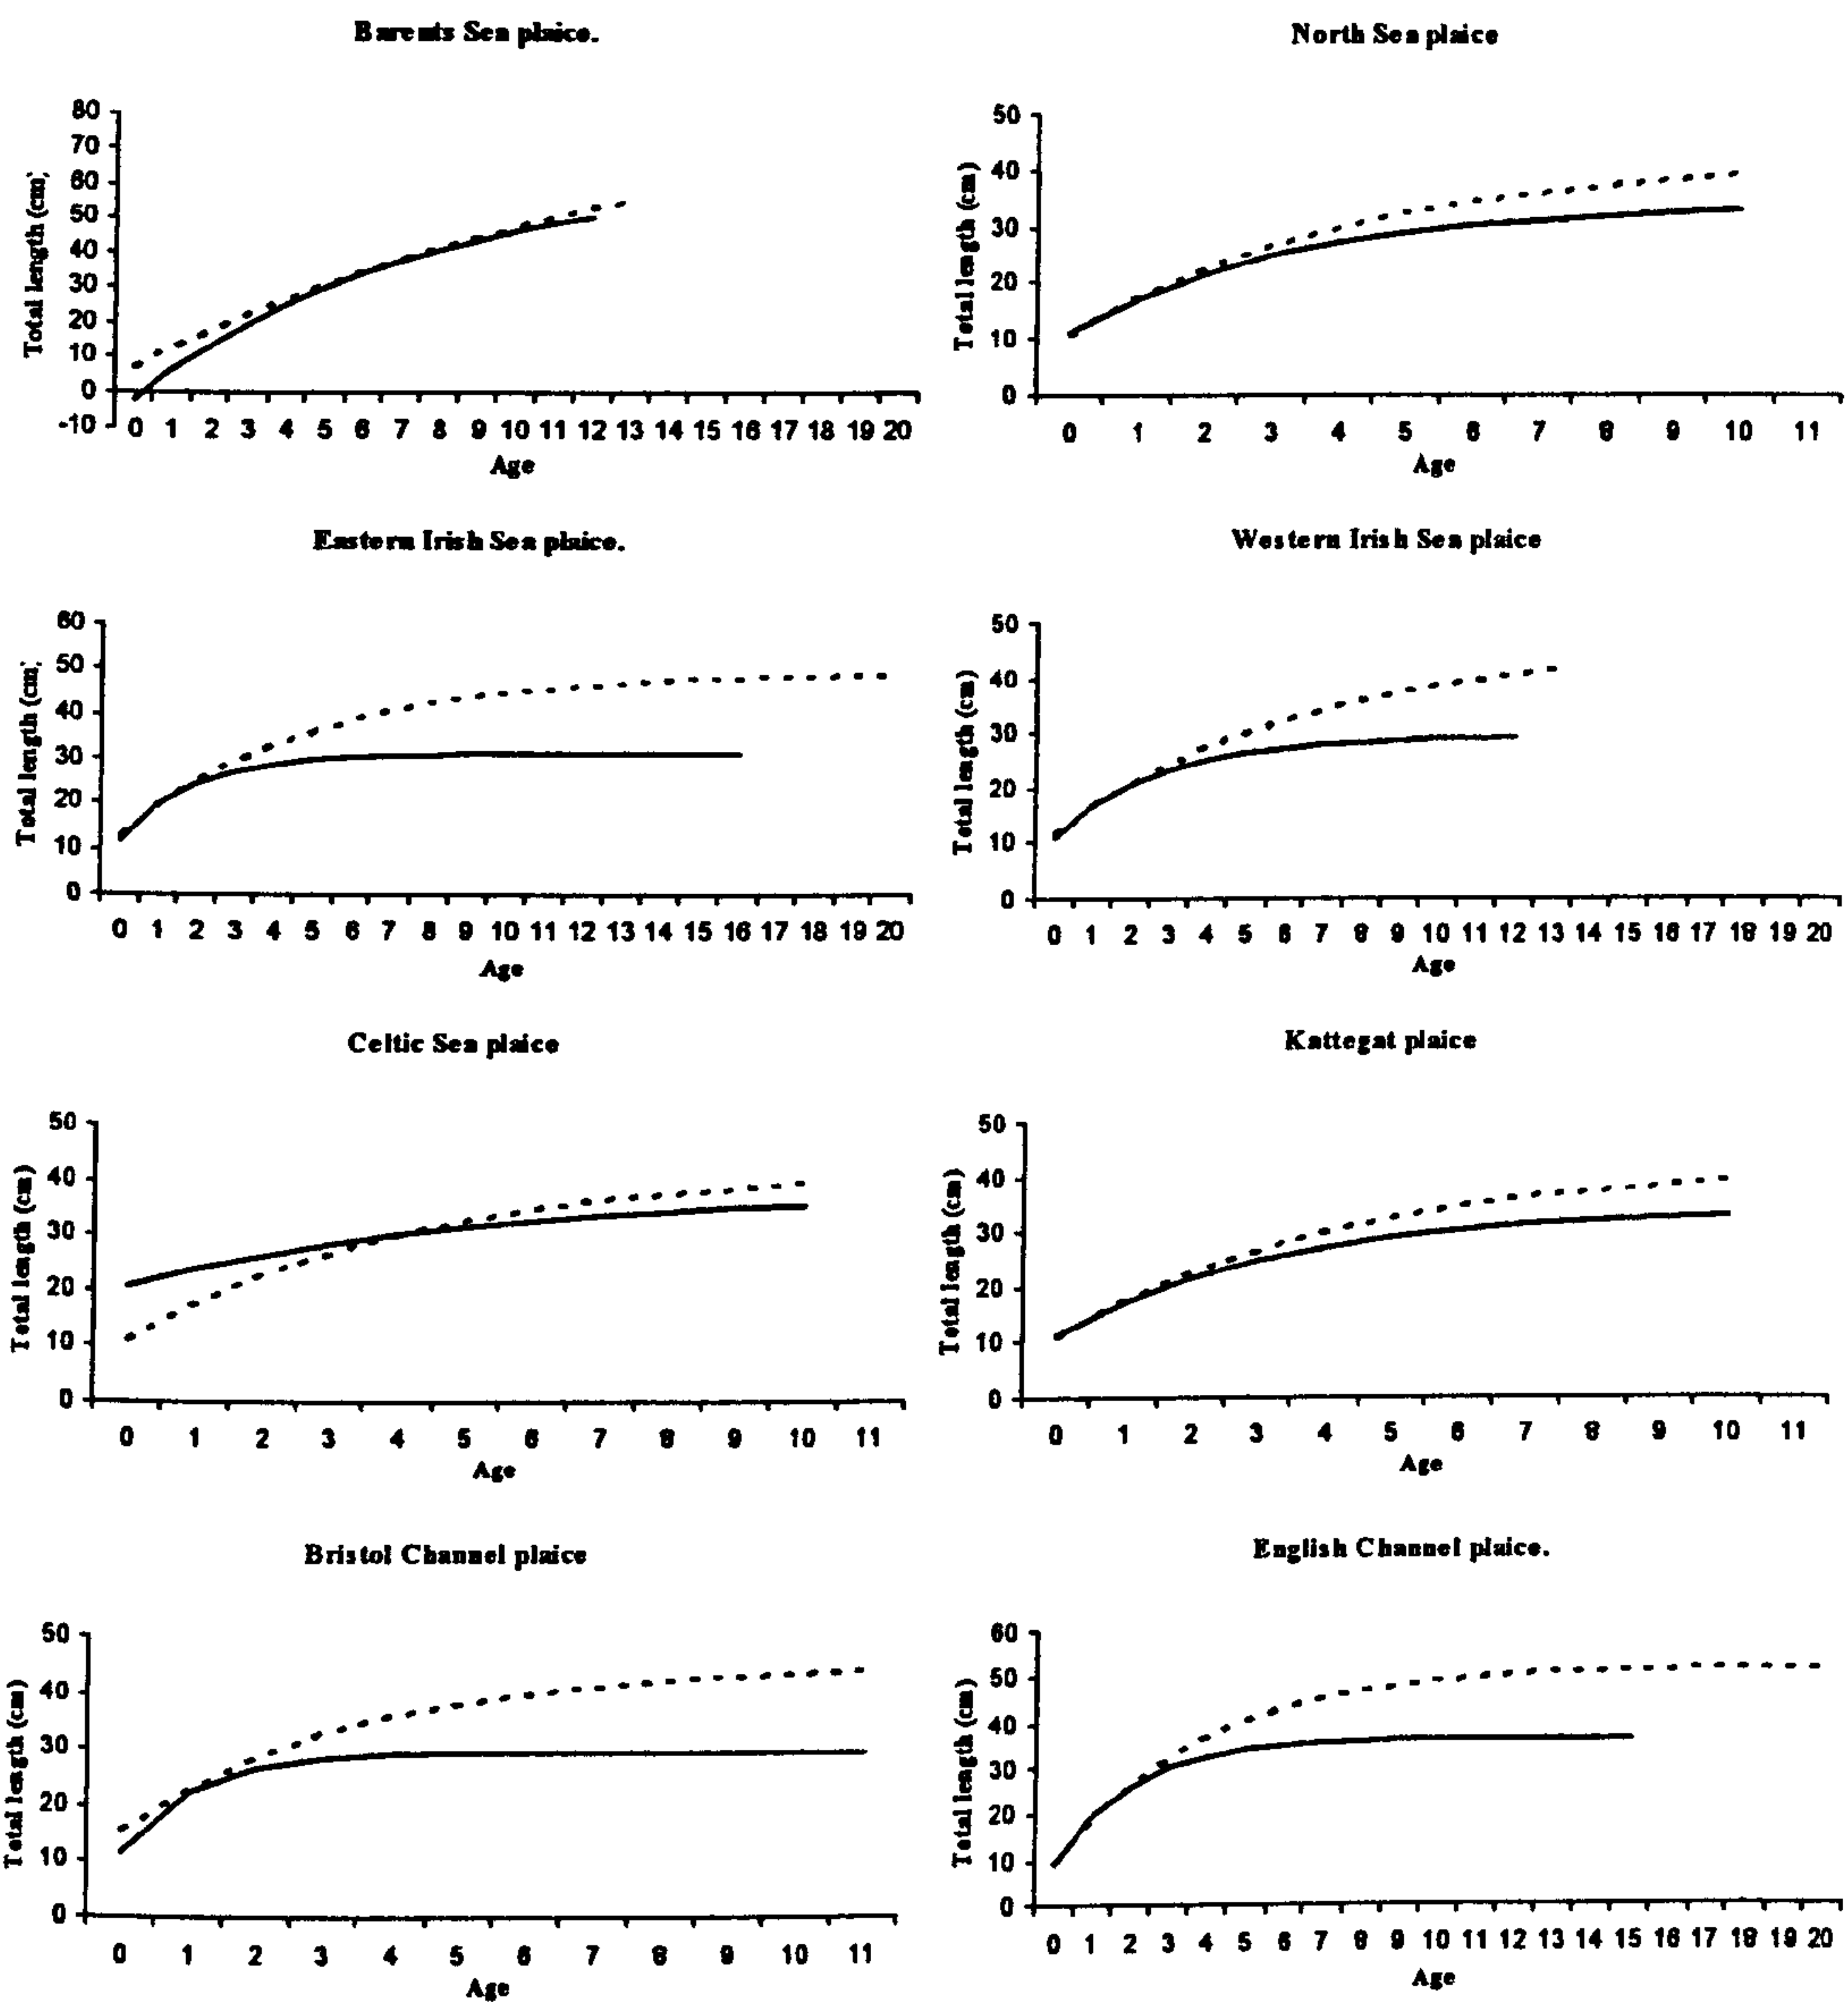 Barents Sea plaice.
80
70
60
50
40
30
20
10
0
-10
Total length (cm)
0 1 2 3 4 5 6 7 8 9 10 11 12 13 14 15 16 17 18 19 20
Age
North Sea plaice
50
40
30
20
10
0
Total length (cm)
0 1 2 3 4 5 6 7 8 9 10 11
Age
Eastern Irish Sea plaice.
60
50
40
30
20
10
0
Total length (cm)
0 1 2 3 4 5 6 7 8 9 10 11 12 13 14 15 16 17 18 19 20
Age
Western Irish Sea plaice
50
40
30
20
10
0
Total length (cm)
0 1 2 3 4 5 6 7 8 9 10 11 12 13 14 15 16 17 18 19 20
Age
Celtic Sea plaice
50
40
30
20
10
0
Total length (cm)
0 1 2 3 4 5 6 7 8 9 10 11
Age
Kattegat plaice
50
40
30
20
10
0
Total length (cm)
0 1 2 3 4 5 6 7 8 9 10 11
Age
Bristol Channel plaice
50
40
30
20
10
0
Total length (cm)
0 1 2 3 4 5 6 7 8 9 10 11
Age
English Channel plaice.
60
50
40
30
20
10
0
Total length (cm)
0 1 2 3 4 5 6 7 8 9 10 11 12 13 14 15 16 17 18 19 20
Age